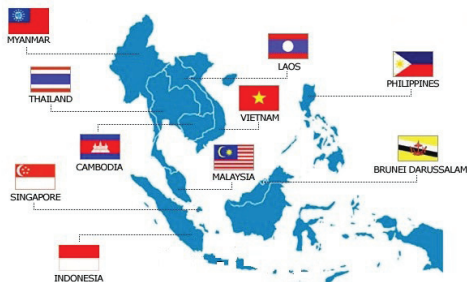 MYANMAR
LAOS
PHILIPPINES
THAILAND
VIETNAM
CAMBODIA
MALAYSIA
BRUNEI DARUSSALAM
SINGAPORE
INDONESIA